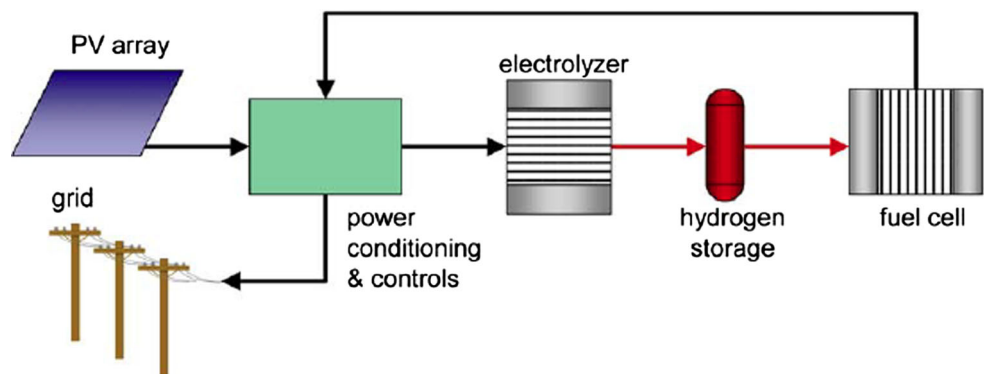 PV array
electrolyzer
grid
power
conditioning
& controls
hydrogen
storage
fuel cell